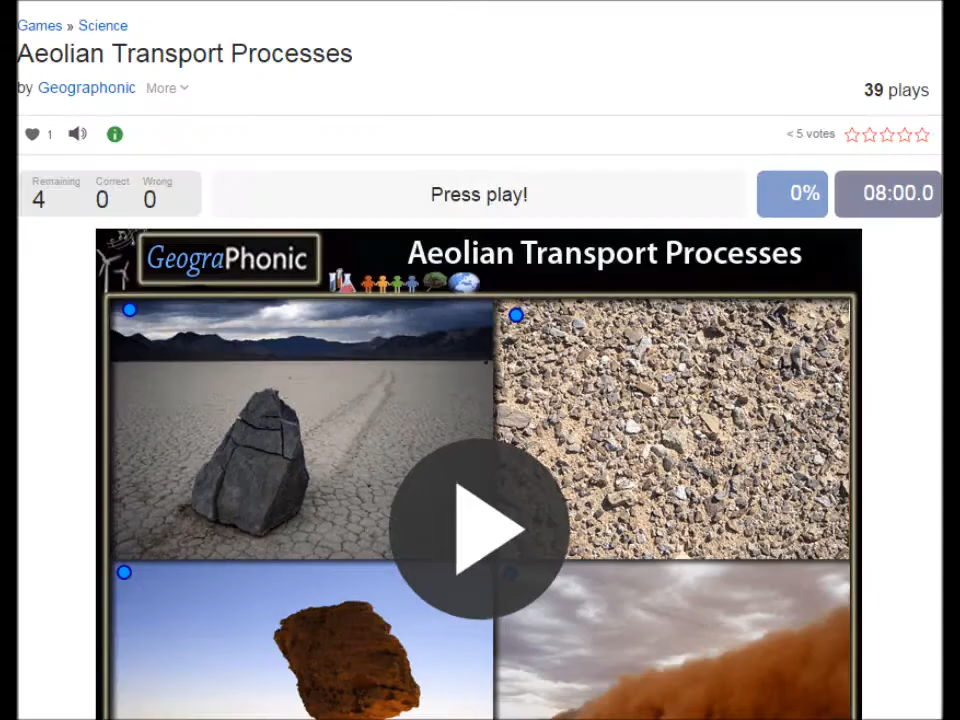 Games » Science
Aeolian Transport Processes
by Geographonic More
39 plays
1
< 5 votes
Remaining Correct Wrong
4 0 0
Press play!
0%
08:00.0
GeograPhonic
Aeolian Transport Processes